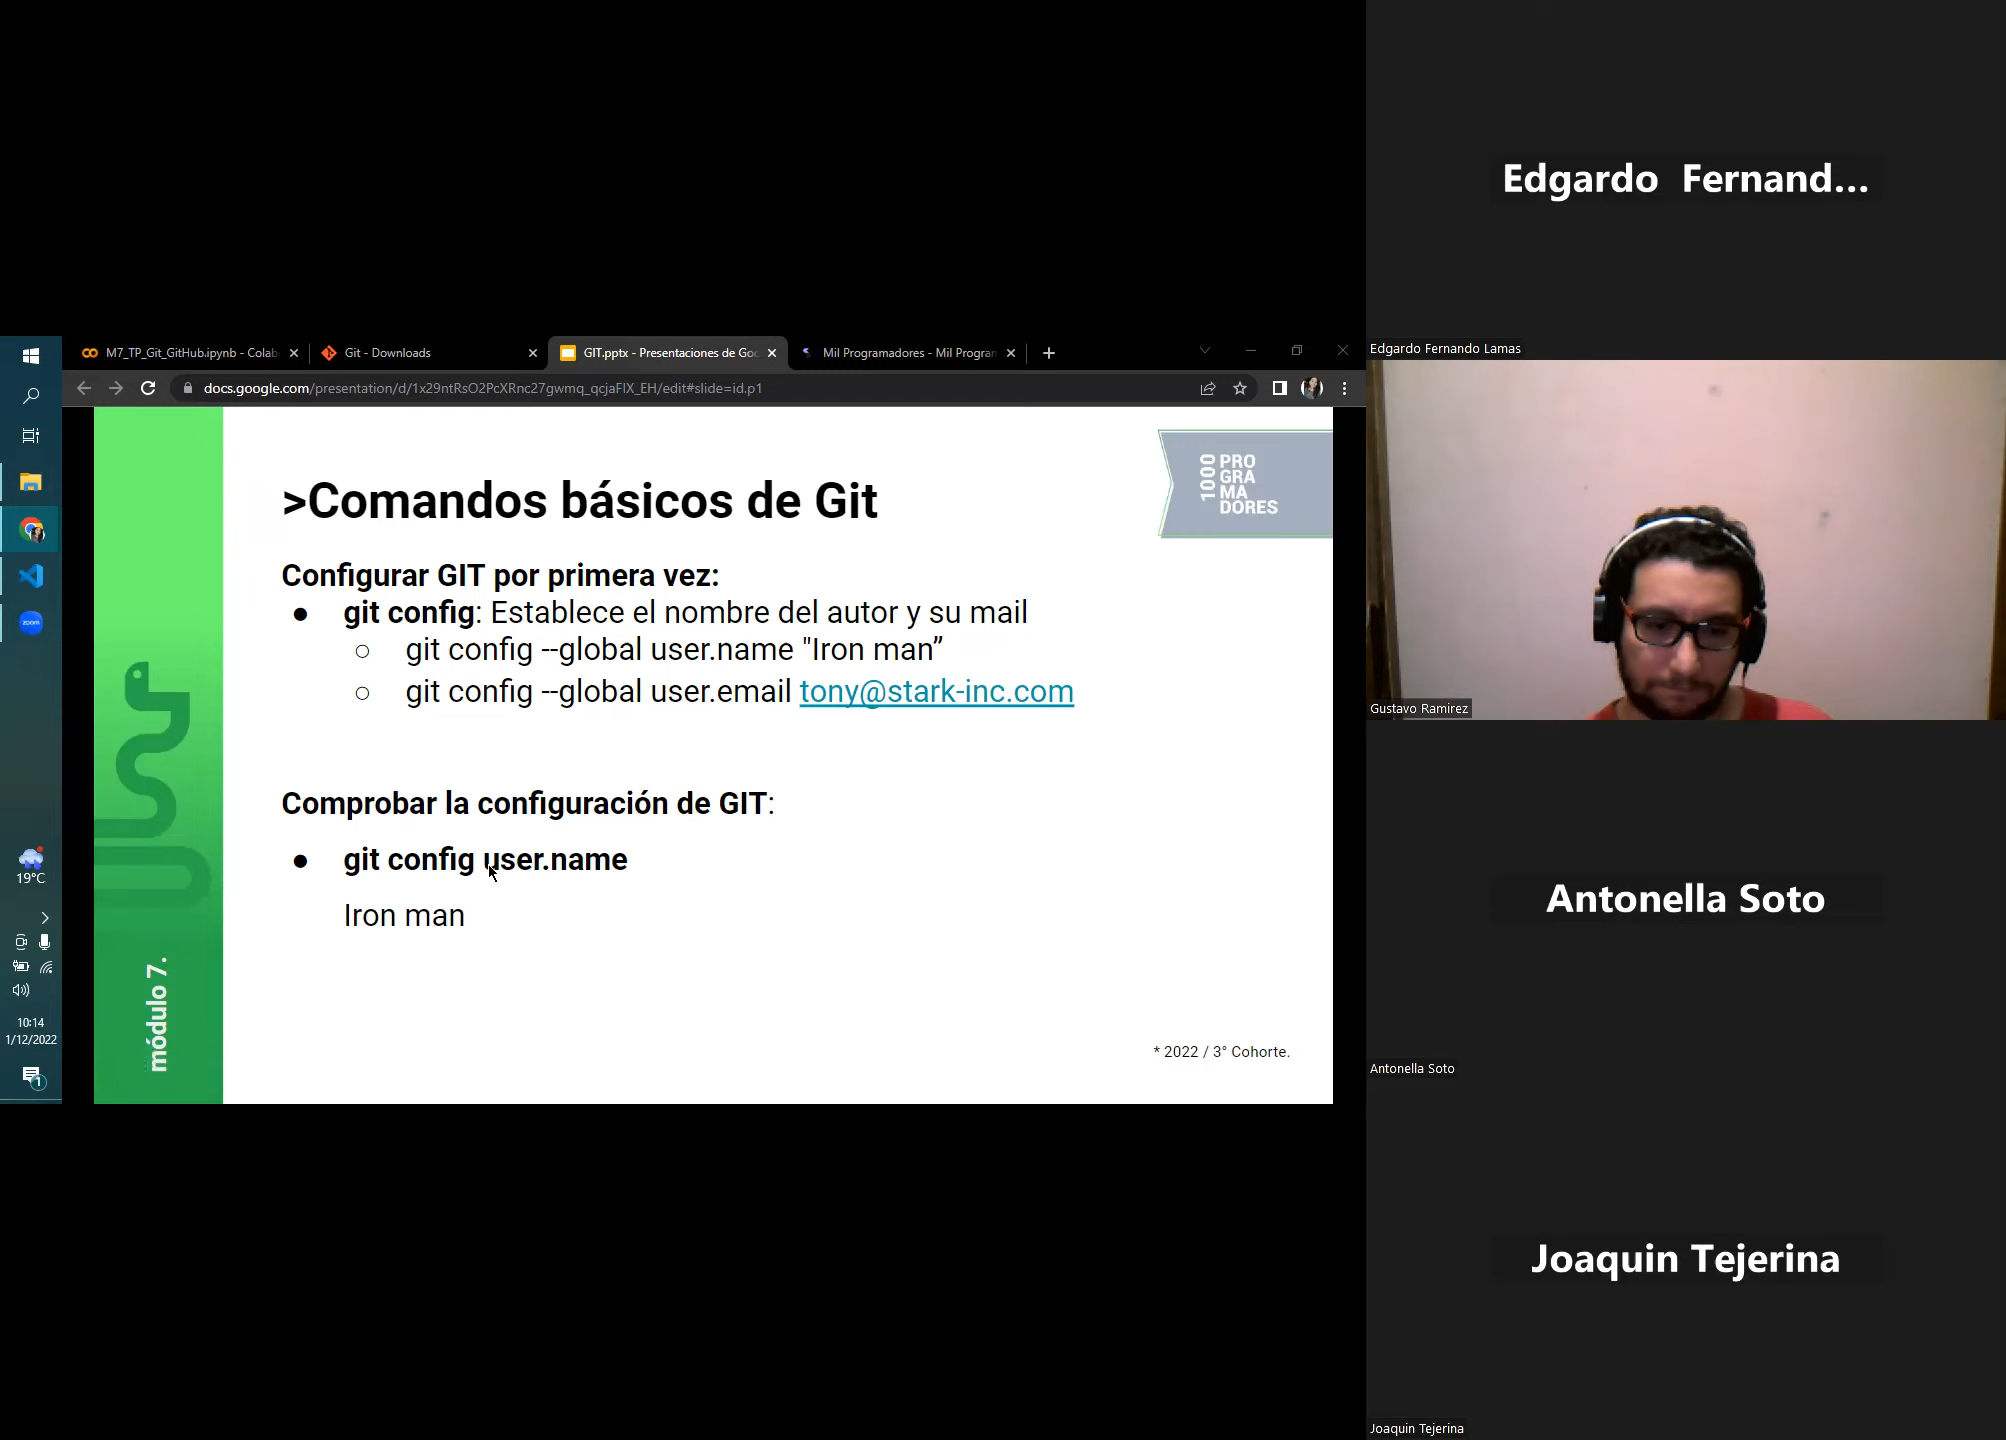 M7_TP_Git_GitHub.ipynb - Colab
Git - Downloads
GIT.pptx - Presentaciones de Goo
Mil Programadores - Mil Program
docs.google.com/presentation/d/1x29ntRsO2PcXRnc27gwmq_qcjaFIX_EH/edit#slide=id.p1
>Comandos básicos de Git
1000
PRO
GRA
MA
DORES
Configurar GIT por primera vez:
● git config: Establece el nombre del autor y su mail
○ git config --global user.name "Iron man”
○ git config --global user.email tony@stark-inc.com
Comprobar la configuración de GIT:
● git config user.name
Iron man
módulo 7.
* 2022 / 3° Cohorte.
zoom
19°C
10:14
1/12/2022
1
Edgardo Fernand...
Edgardo Fernando Lamas
Gustavo Ramirez
Antonella Soto
Antonella Soto
Joaquin Tejerina
Joaquin Tejerina